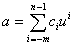 a = \sum_{i=-m}^{n-1} c_i u^i